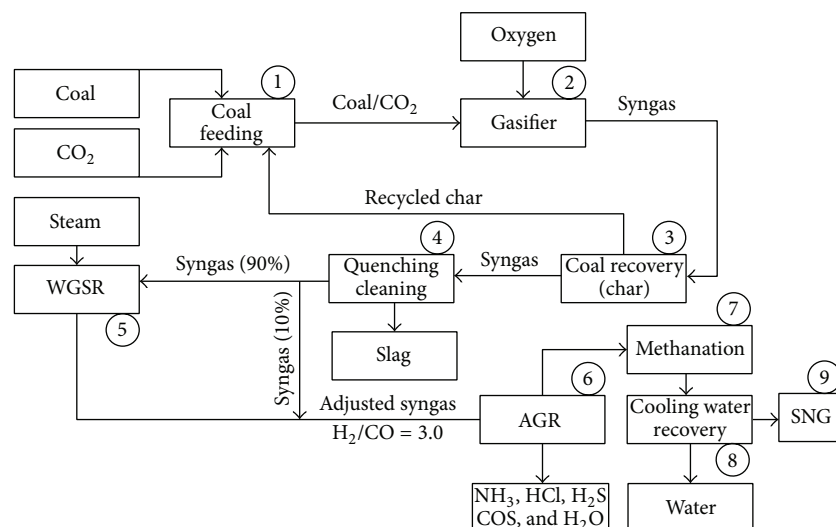 Oxygen
1
2
Coal
Coal
feeding
Coal/CO₂
Gasifier
Syngas
CO₂
Recycled char
Steam
4
3
Syngas (90%)
Quenching
cleaning
Syngas
Coal recovery
(char)
WGSR
5
Syngas (10%)
Slag
7
Methanation
6
9
Adjusted syngas
H₂/CO = 3.0
AGR
Cooling water
recovery
SNG
8
NH₃, HCl, H₂S
COS, and H₂O
Water